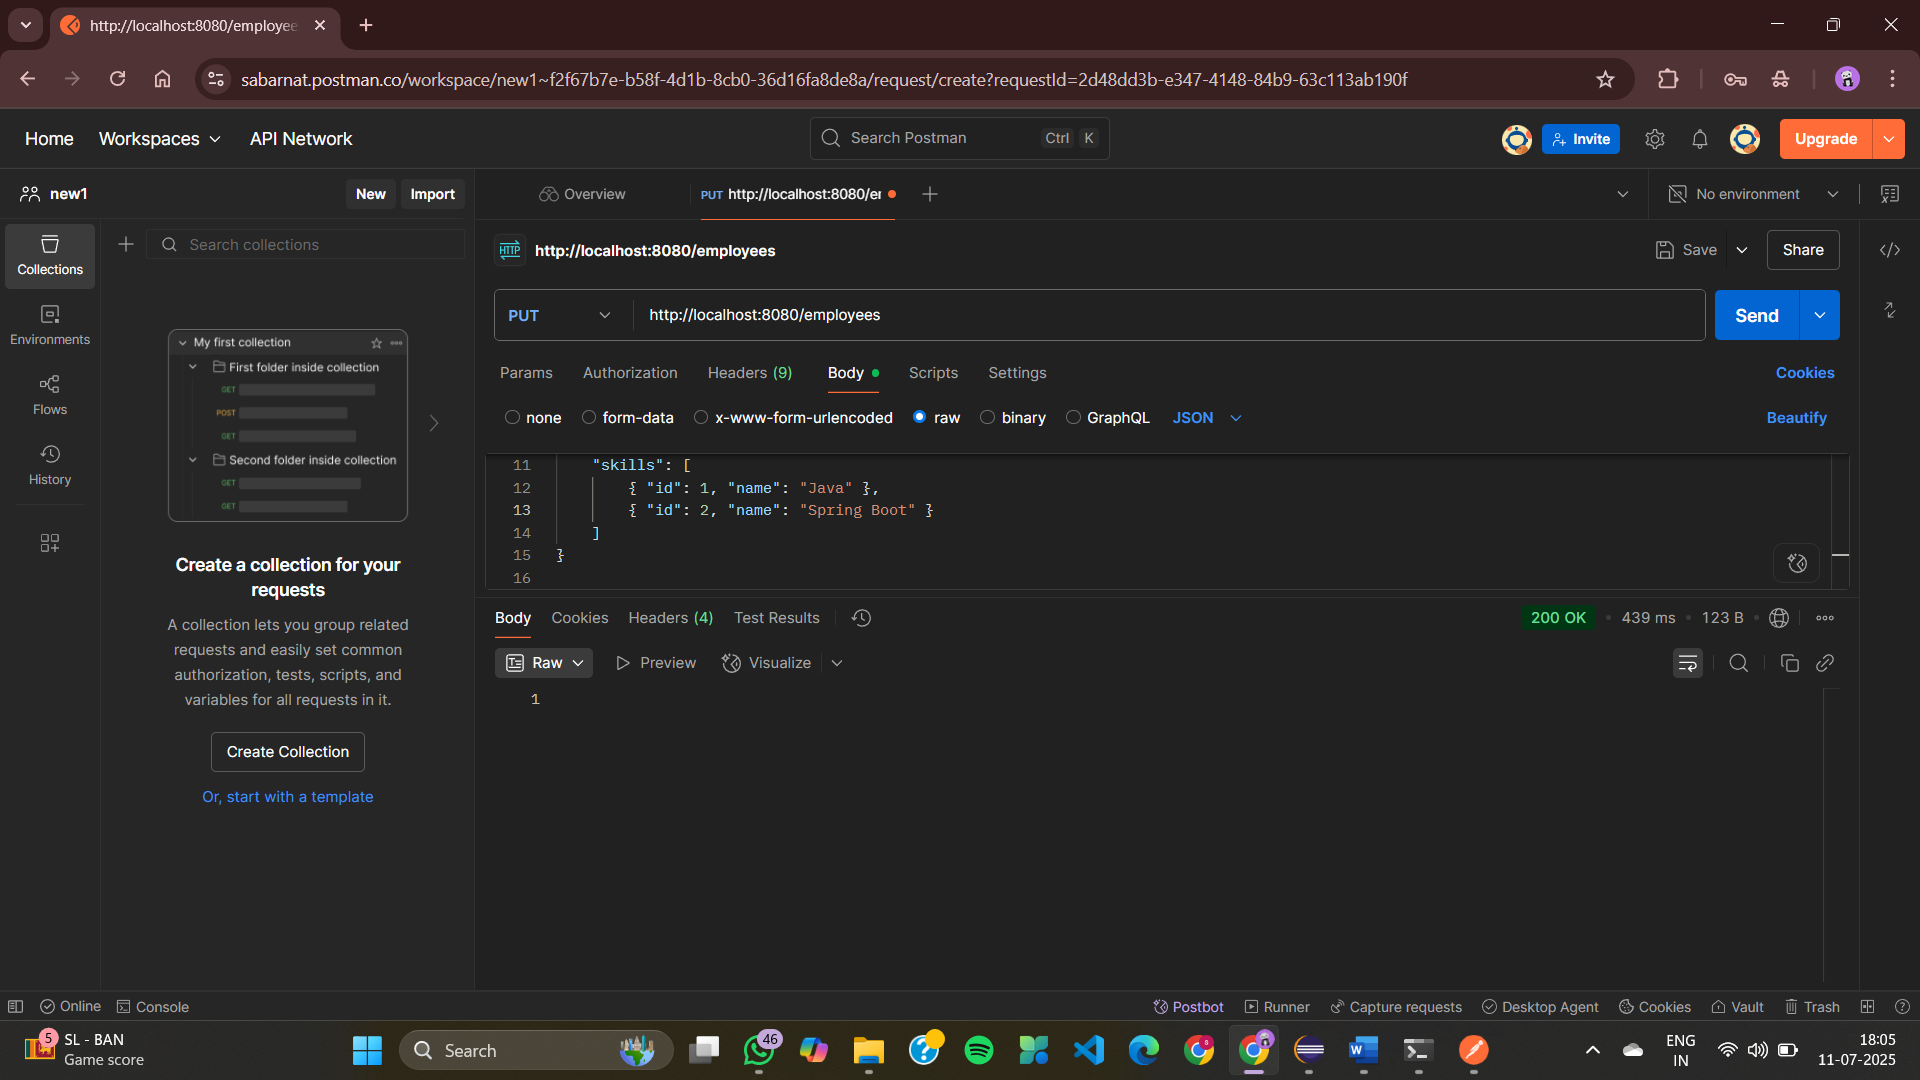 http://localhost:8080/employee
sabarnat.postman.co/workspace/new1~f2f67b7e-b58f-4d1b-8cb0-36d16fa8de8a/request/create?requestId=2d48dd3b-e347-4148-84b9-63c113ab190f
Home Workspaces API Network
Search Postman Ctrl K
Invite
Upgrade
new1 New Import
Overview
PUT http://localhost:8080/er
No environment
Collections
Search collections
http://localhost:8080/employees
Save Share
Environments
Flows
History
PUT http://localhost:8080/employees
Send
My first collection
First folder inside collection
GET
POST
GET
Second folder inside collection
GET
GET
Create a collection for your
requests
A collection lets you group related
requests and easily set common
authorization, tests, scripts, and
variables for all requests in it.
Create Collection
Or, start with a template
Params Authorization Headers (9) Body Scripts Settings Cookies
none form-data x-www-form-urlencoded raw binary GraphQL JSON Beautify
11 "skills": [
12 { "id": 1, "name": "Java" },
13 { "id": 2, "name": "Spring Boot" }
14 ]
15 }
16
Body Cookies Headers (4) Test Results 200 OK 439 ms 123 B
Raw Preview Visualize
1
Online Console
Postbot Runner Capture requests Desktop Agent Cookies Vault Trash
5
SL - BAN
Game score
Search
46
8
ENG
IN
18:05
11-07-2025